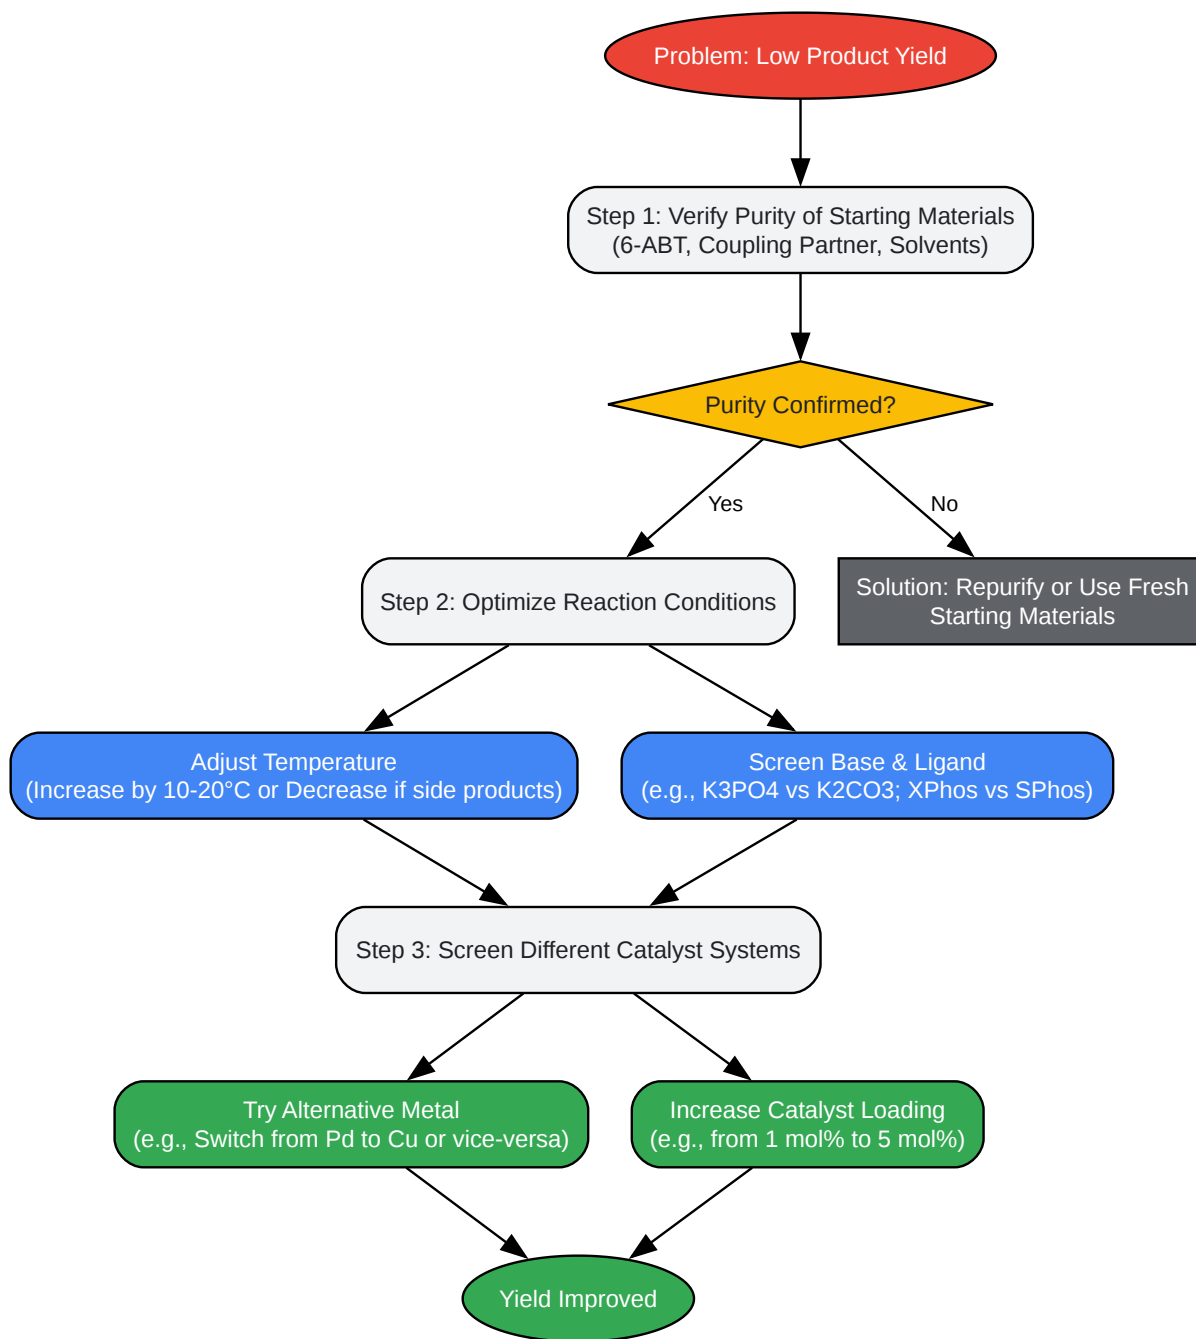 Problem: Low Product Yield
Step 1: Verify Purity of Starting Materials
(6-ABT, Coupling Partner, Solvents)
Purity Confirmed?
Yes
No
Step 2: Optimize Reaction Conditions
Solution: Repurify or Use Fresh
Starting Materials
Adjust Temperature
(Increase by 10-20°C or Decrease if side products)
Screen Base & Ligand
(e.g., K3PO4 vs K2CO3; XPhos vs SPhos)
Step 3: Screen Different Catalyst Systems
Try Alternative Metal
(e.g., Switch from Pd to Cu or vice-versa)
Increase Catalyst Loading
(e.g., from 1 mol% to 5 mol%)
Yield Improved